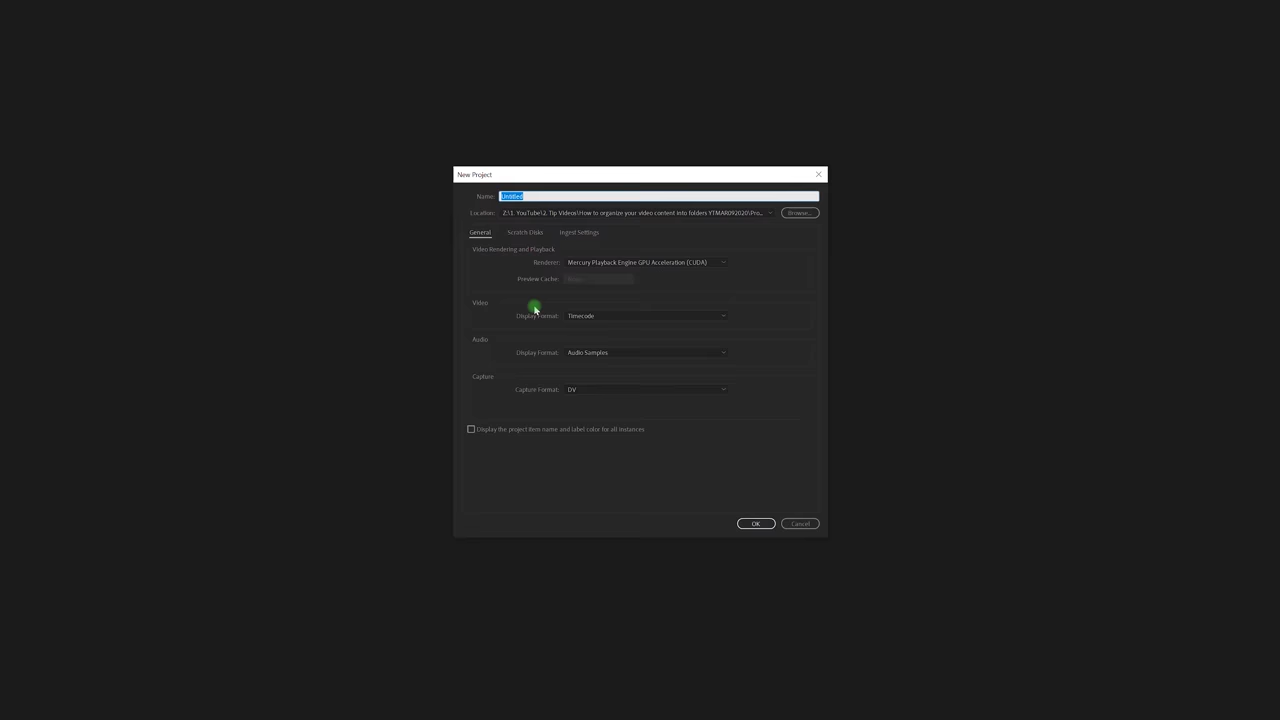 New Project
Name: Untitled
Location: Z:\1. YouTube\2. Tip Videos\How to organize your video content into folders YTMAR092020\Pro... Browse...
General Scratch Disks Ingest Settings
Video Rendering and Playback
Renderer: Mercury Playback Engine GPU Acceleration (CUDA)
Preview Cache:
Video
Display Format: Timecode
Audio
Display Format: Audio Samples
Capture
Capture Format: DV
Display the project item name and label color for all instances
OK Cancel